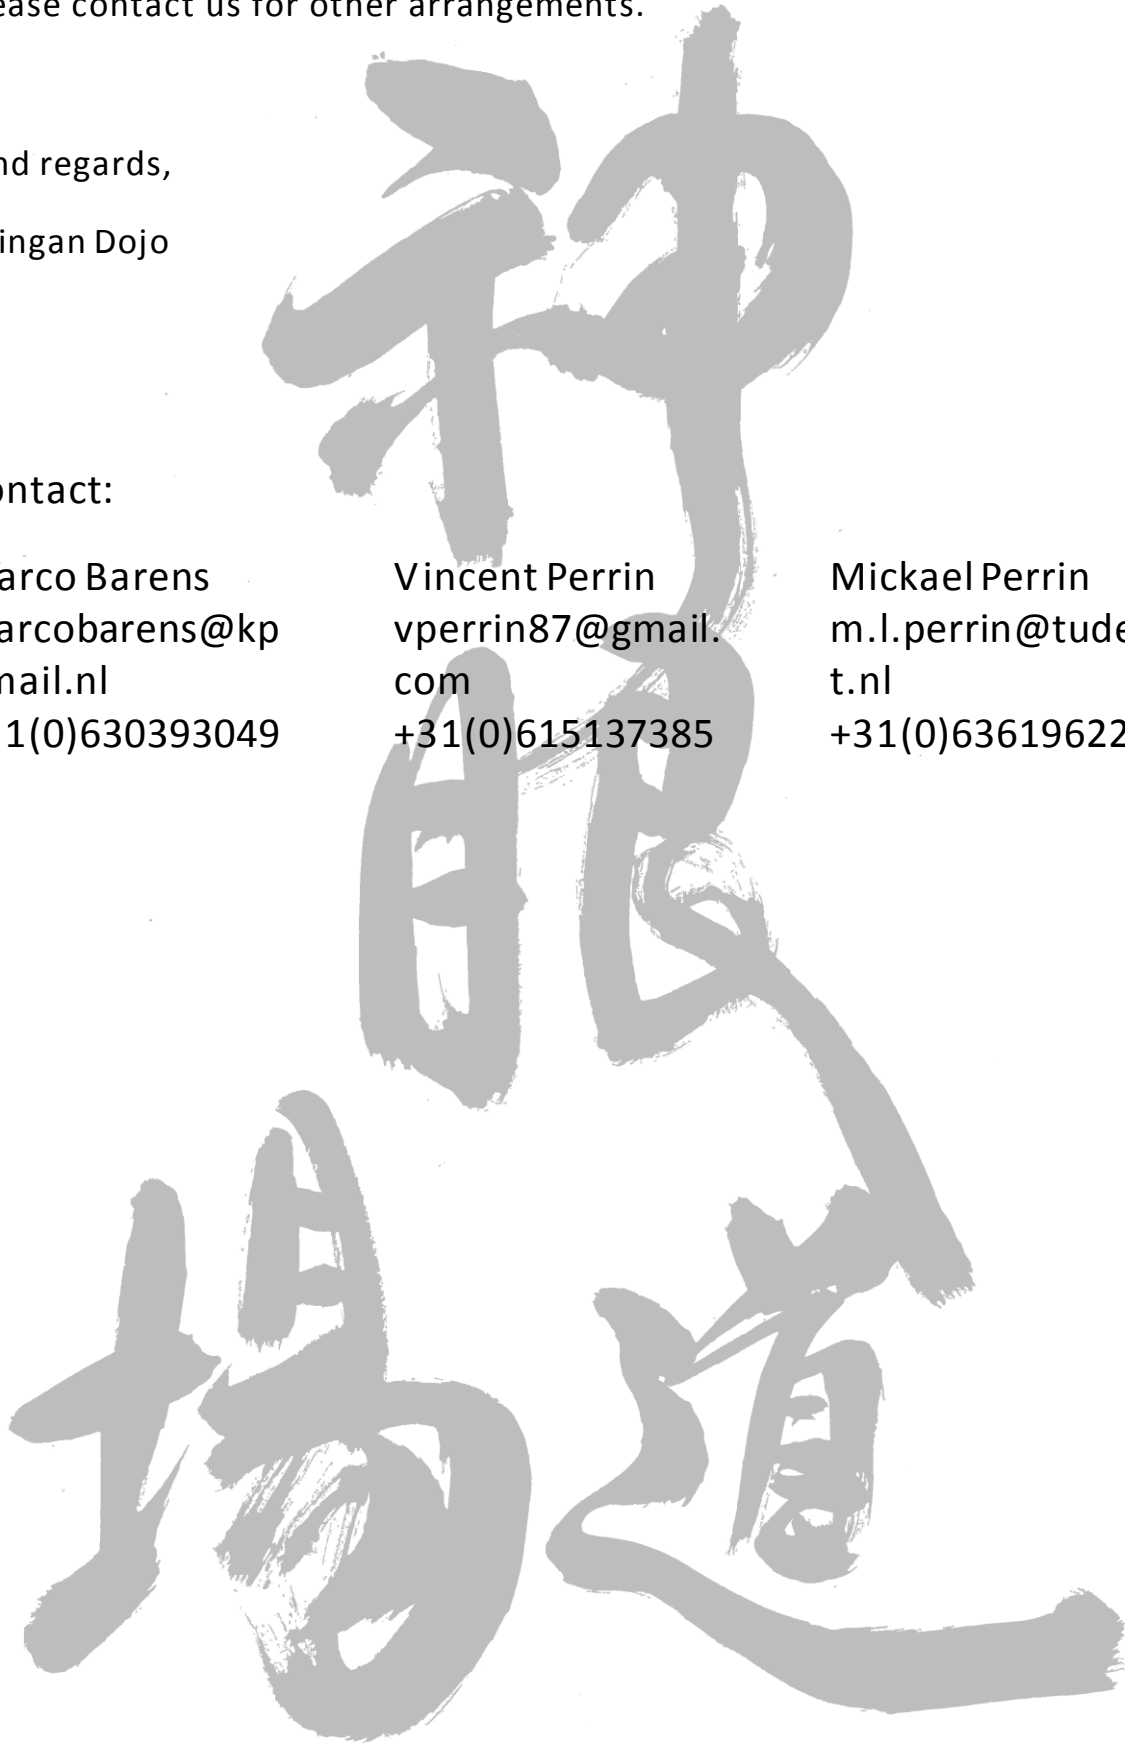 ease contact us for other arrangements.
nd regards,
ingan Dojo
ontact:
arco Barens
arcobarens@kp
mail.nl
1(0)630393049
Vincent Perrin
vperrin87@gmail.
com
+31(0)615137385
Mickael Perrin
m.l.perrin@tude
t.nl
+31(0)63619622
神
眼
道
場